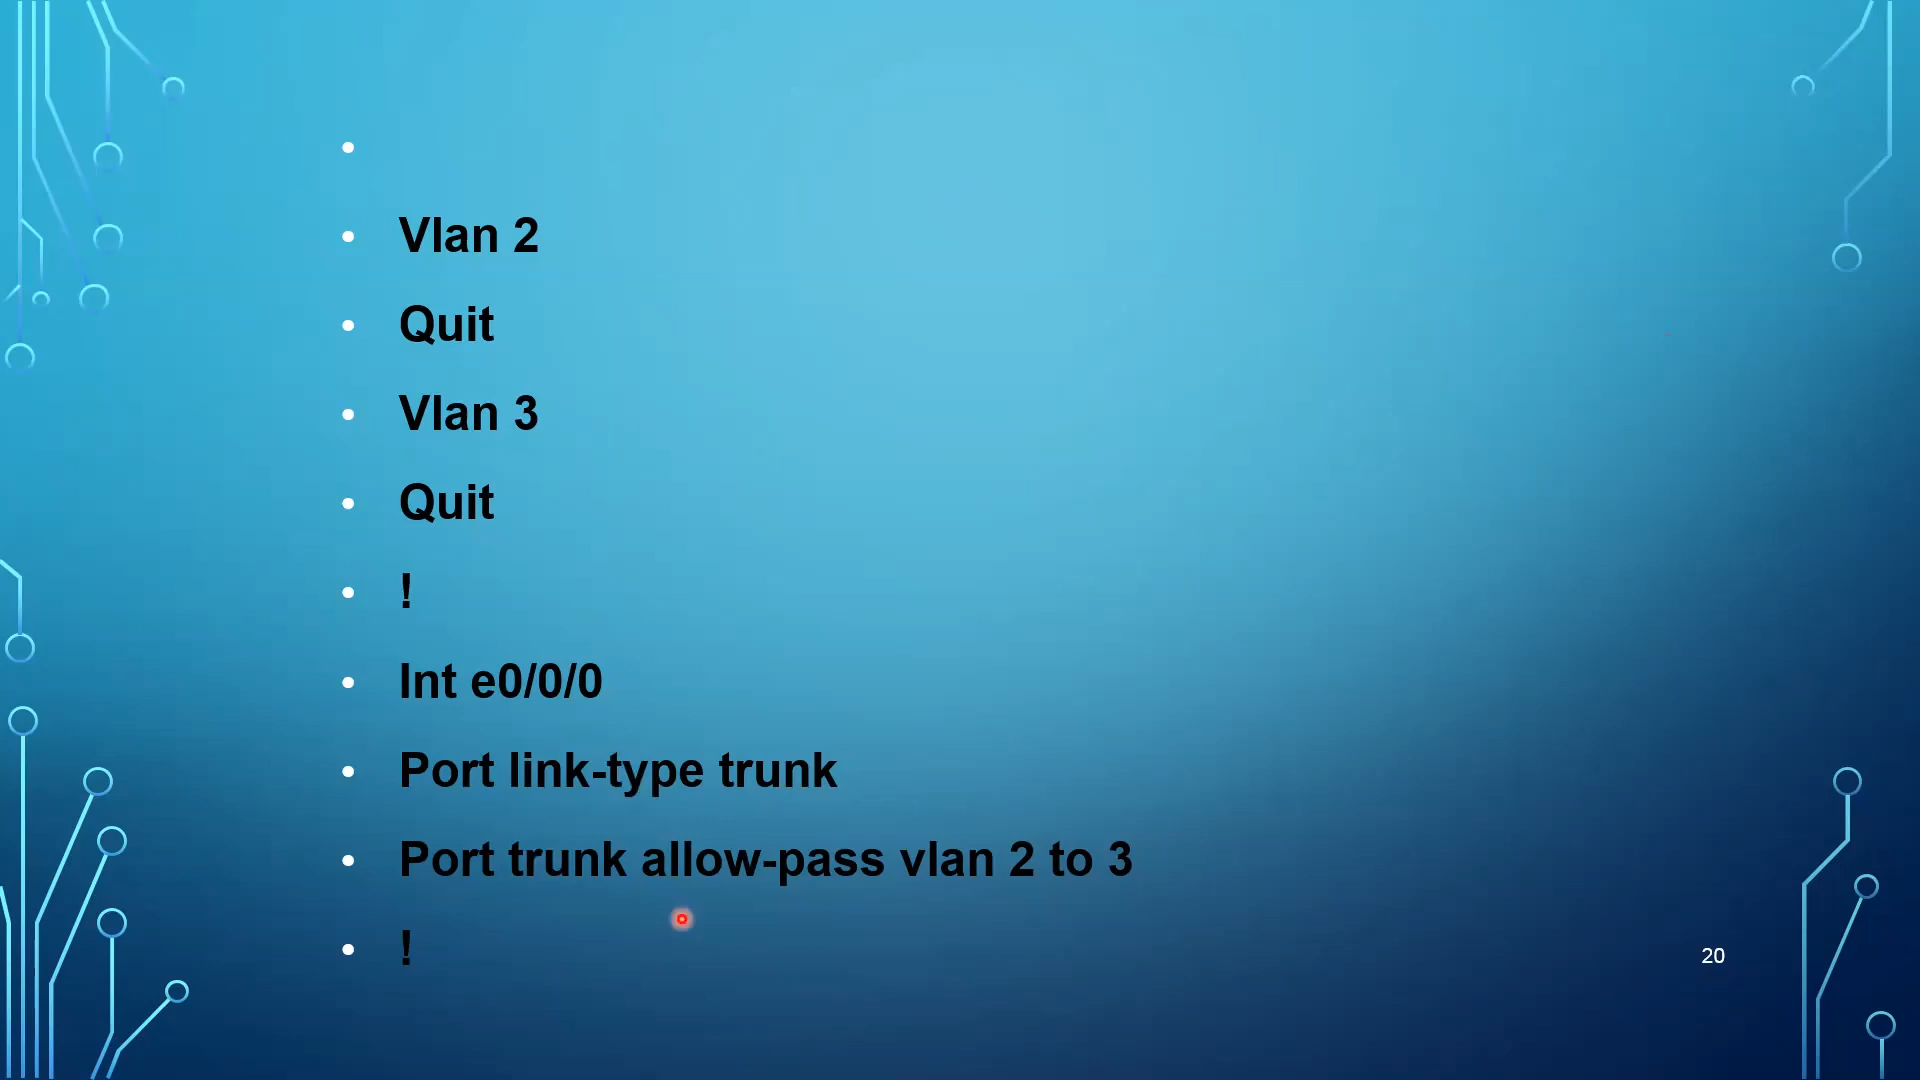 Vlan 2
Quit
Vlan 3
Quit
!
Int e0/0/0
Port link-type trunk
Port trunk allow-pass vlan 2 to 3
!
20